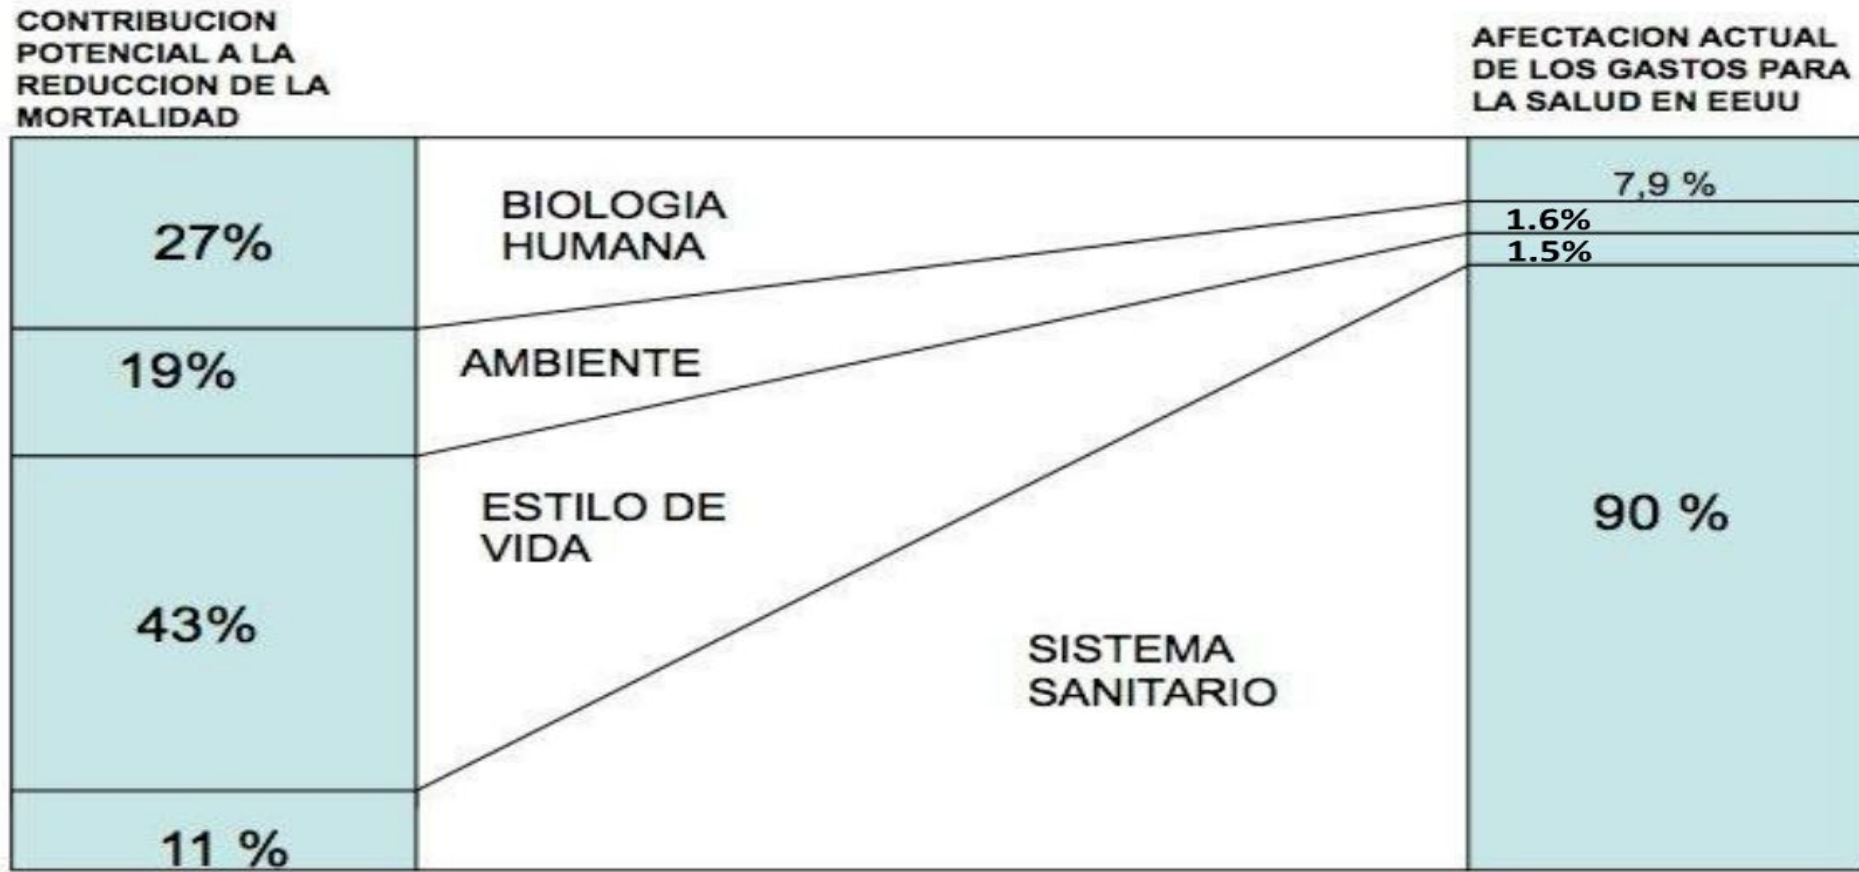 CONTRIBUCION
POTENCIAL A LA
REDUCCION DE LA
MORTALIDAD
AFECTACION ACTUAL
DE LOS GASTOS PARA
LA SALUD EN EEUU
27%
BIOLOGIA
HUMANA
7,9 %
1.6%
1.5%
19%
AMBIENTE
43%
ESTILO DE
VIDA
90 %
SISTEMA
SANITARIO
11 %